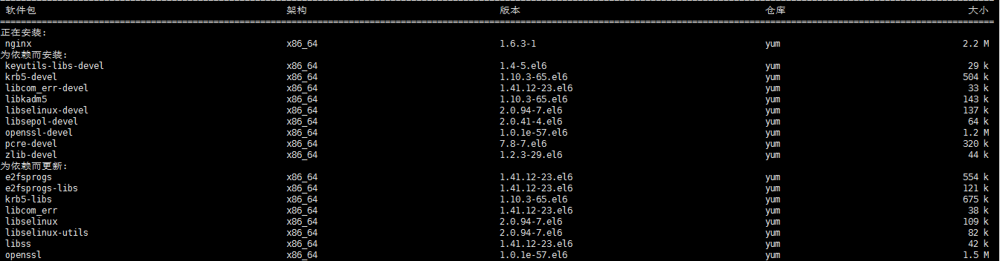 软件包 架构 版本 仓库 大小
正在安装:
nginx x86_64 1.6.3-1 yum 2.2 M
为依赖而安装:
keyutils-libs-devel x86_64 1.4-5.el6 yum 29 k
krb5-devel x86_64 1.10.3-65.el6 yum 504 k
libcom_err-devel x86_64 1.41.12-23.el6 yum 33 k
libkadm5 x86_64 1.10.3-65.el6 yum 143 k
libselinux-devel x86_64 2.0.94-7.el6 yum 137 k
libsepol-devel x86_64 2.0.41-4.el6 yum 64 k
openssl-devel x86_64 1.0.1e-57.el6 yum 1.2 M
pcre-devel x86_64 7.8-7.el6 yum 320 k
zlib-devel x86_64 1.2.3-29.el6 yum 44 k
为依赖而更新:
e2fsprogs x86_64 1.41.12-23.el6 yum 554 k
e2fsprogs-libs x86_64 1.41.12-23.el6 yum 121 k
krb5-libs x86_64 1.10.3-65.el6 yum 675 k
libcom_err x86_64 1.41.12-23.el6 yum 38 k
libselinux x86_64 2.0.94-7.el6 yum 109 k
libselinux-utils x86_64 2.0.94-7.el6 yum 82 k
libss x86_64 1.41.12-23.el6 yum 42 k
openssl x86_64 1.0.1e-57.el6 yum 1.5 M